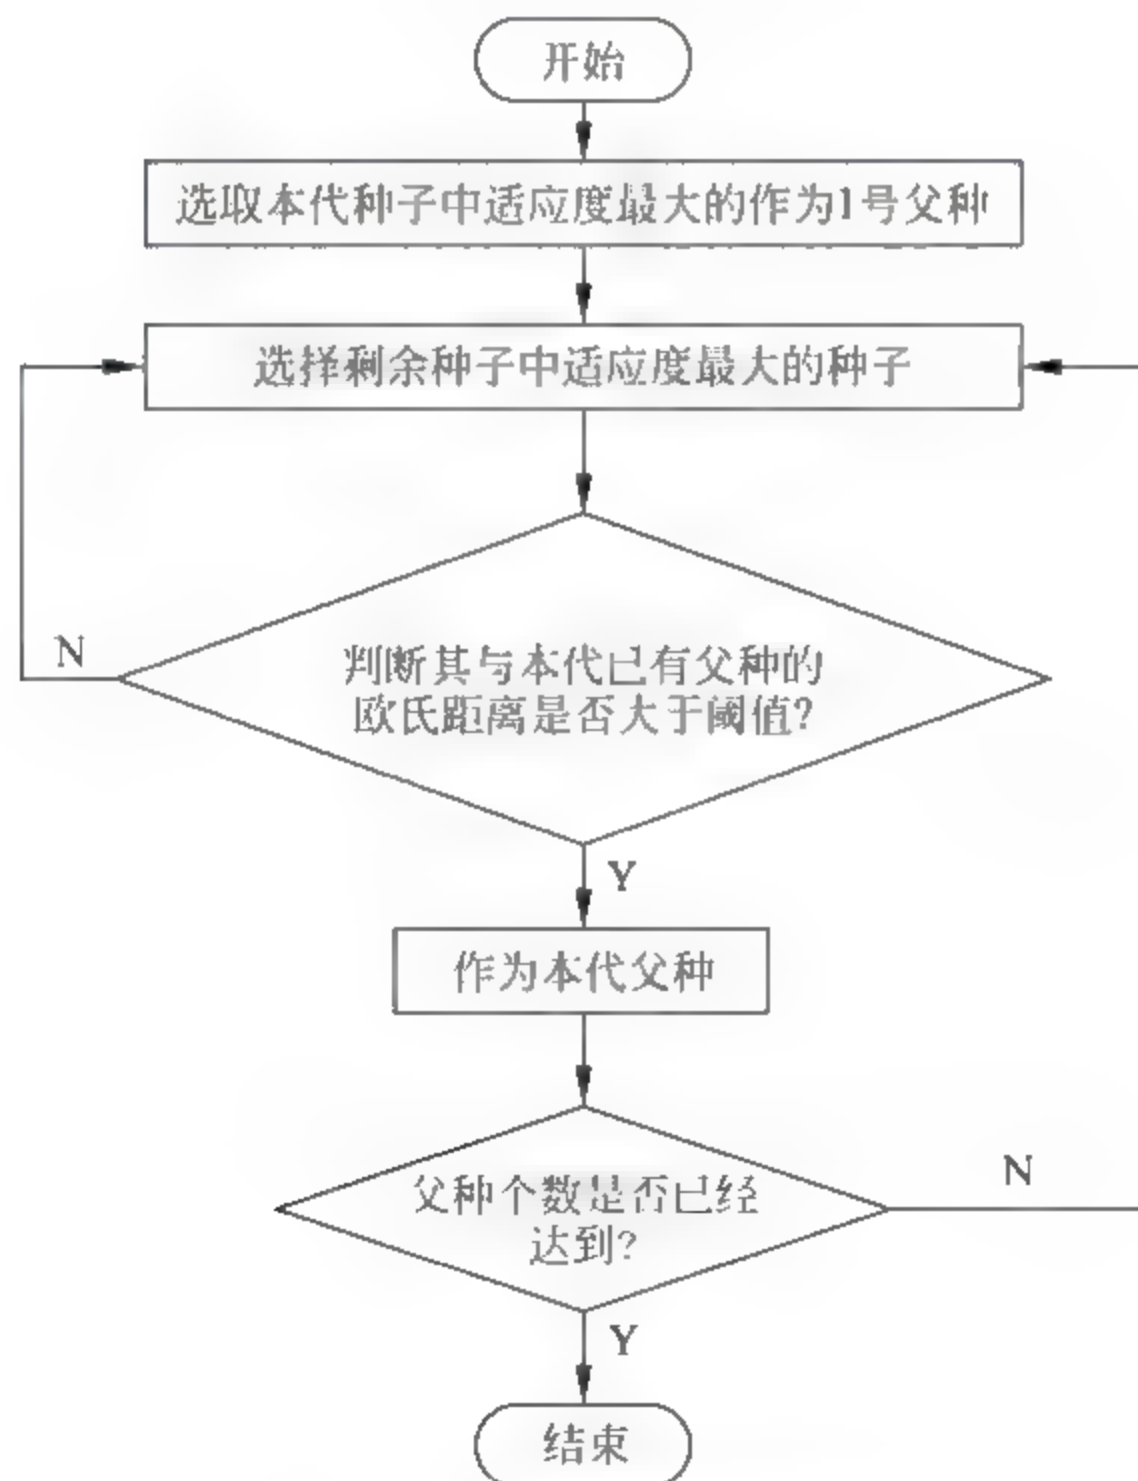 开始
选取本代种子中适应度最大的作为1号父种
选择剩余种子中适应度最大的种子
判断其与本代已有父种的
欧氏距离是否大于阈值?
N
Y
作为本代父种
父种个数是否已经
达到?
N
Y
结束